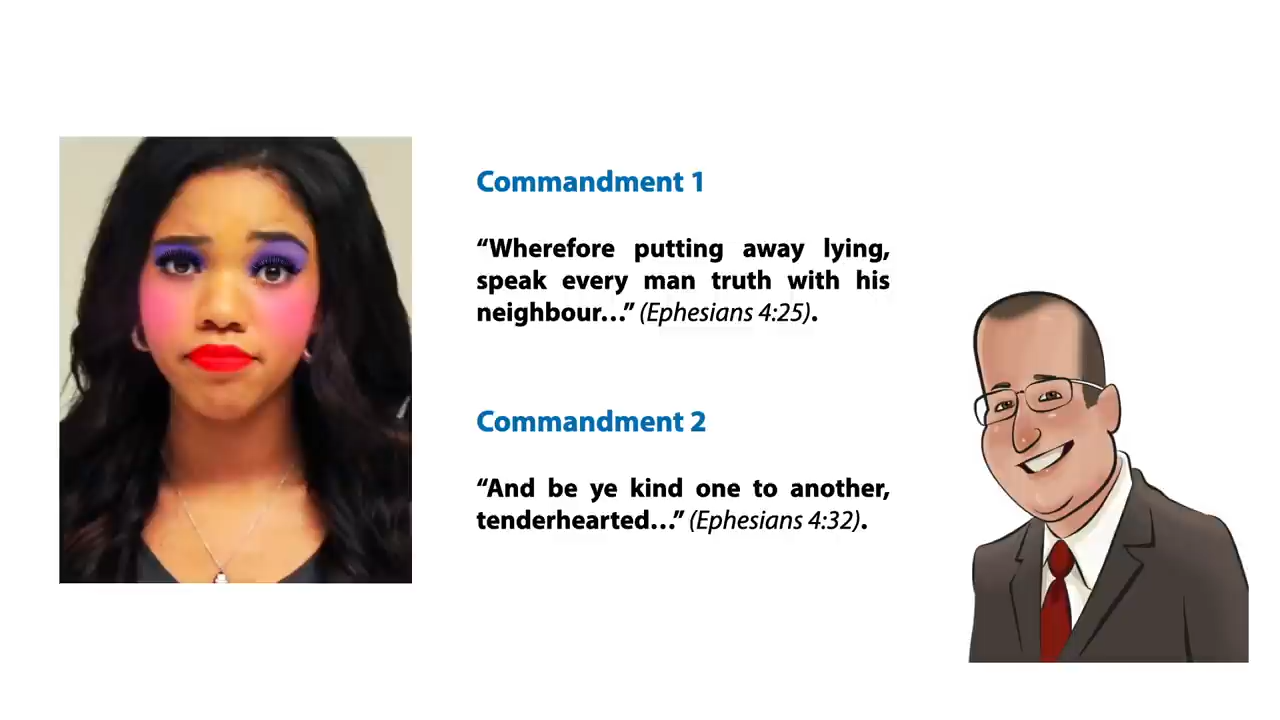 Commandment 1
“Wherefore putting away lying,
speak every man truth with his
neighbour...” (Ephesians 4:25).
Commandment 2
“And be ye kind one to another,
tenderhearted...” (Ephesians 4:32).